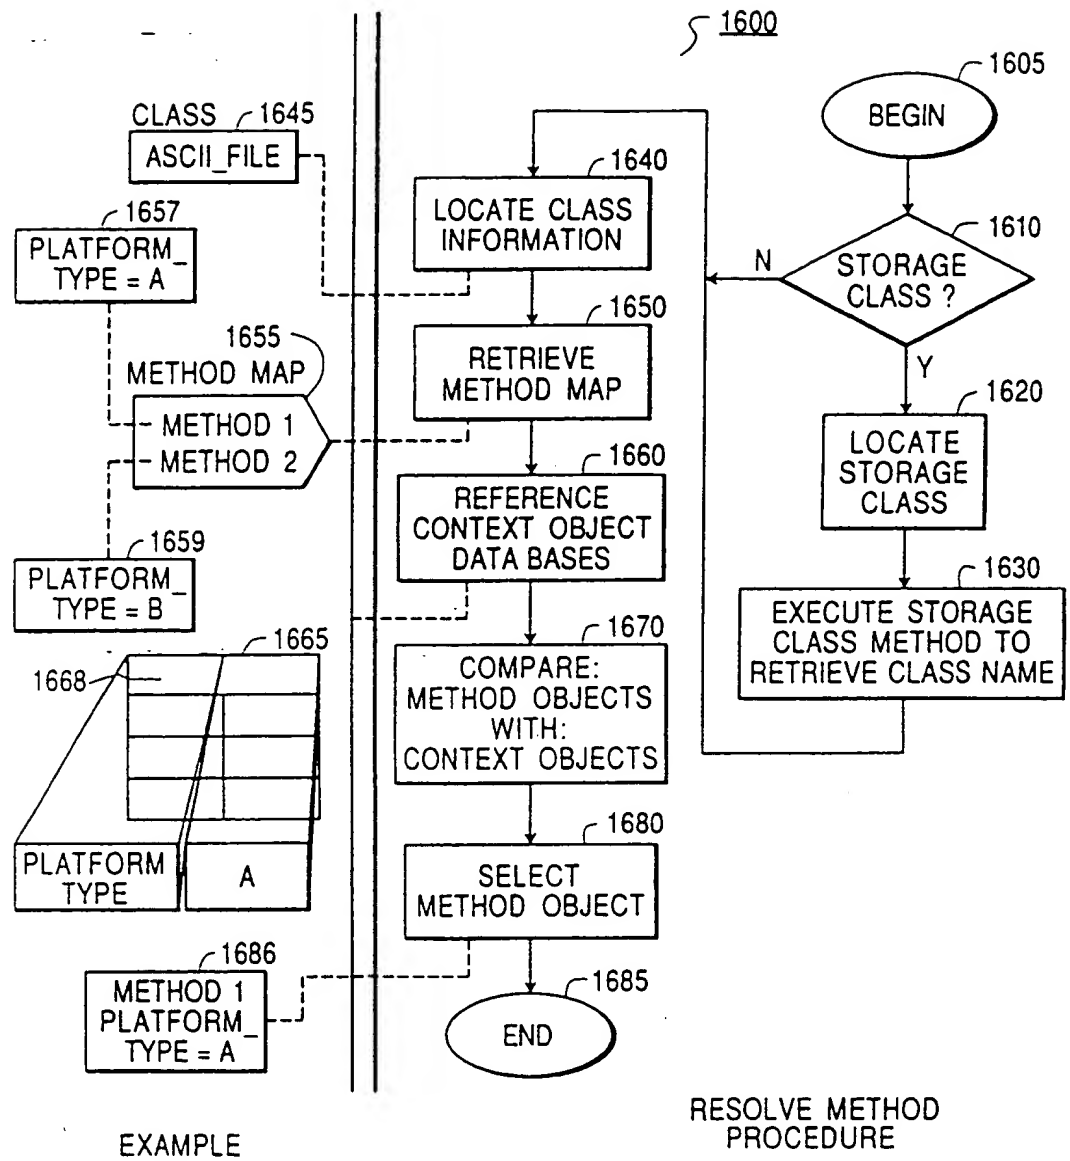 1600
1605
BEGIN
CLASS
1645
ASCII_FILE
1640
LOCATE CLASS
INFORMATION
1610
STORAGE
CLASS ?
N
Y
1657
PLATFORM_
TYPE = A
1650
RETRIEVE
METHOD MAP
1655
METHOD MAP
METHOD 1
METHOD 2
1620
LOCATE
STORAGE
CLASS
1660
REFERENCE
CONTEXT OBJECT
DATA BASES
1659
PLATFORM_
TYPE = B
1630
EXECUTE STORAGE
CLASS METHOD TO
RETRIEVE CLASS NAME
1665
1668
1670
COMPARE:
METHOD OBJECTS
WITH:
CONTEXT OBJECTS
PLATFORM
TYPE
A
1680
SELECT
METHOD OBJECT
1686
METHOD 1
PLATFORM_
TYPE = A
1685
END
RESOLVE METHOD
PROCEDURE
EXAMPLE